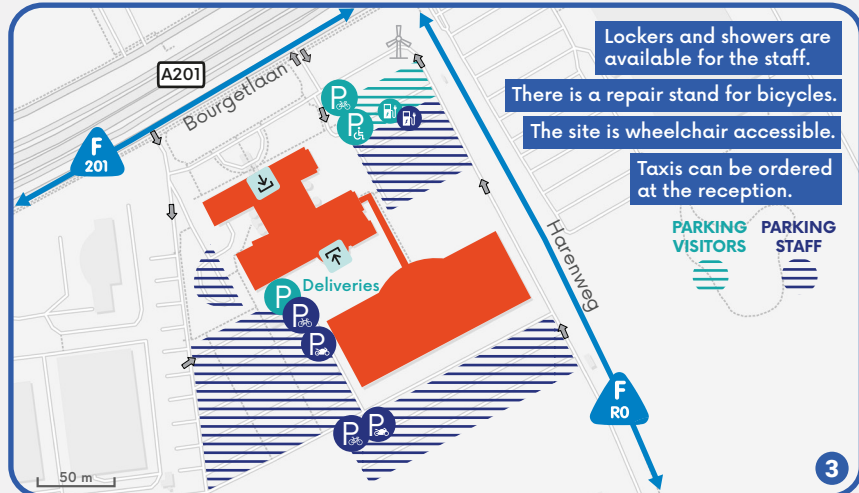 Lockers and showers are
available for the staff.
There is a repair stand for bicycles.
The site is wheelchair accessible.
Taxis can be ordered
at the reception.
PARKING
VISITORS
PARKING
STAFF
A201
Bourgetlaan
F
201
P
P
Deliveries
P
P
P
Harenweg
F
R0
P
P
50 m
3